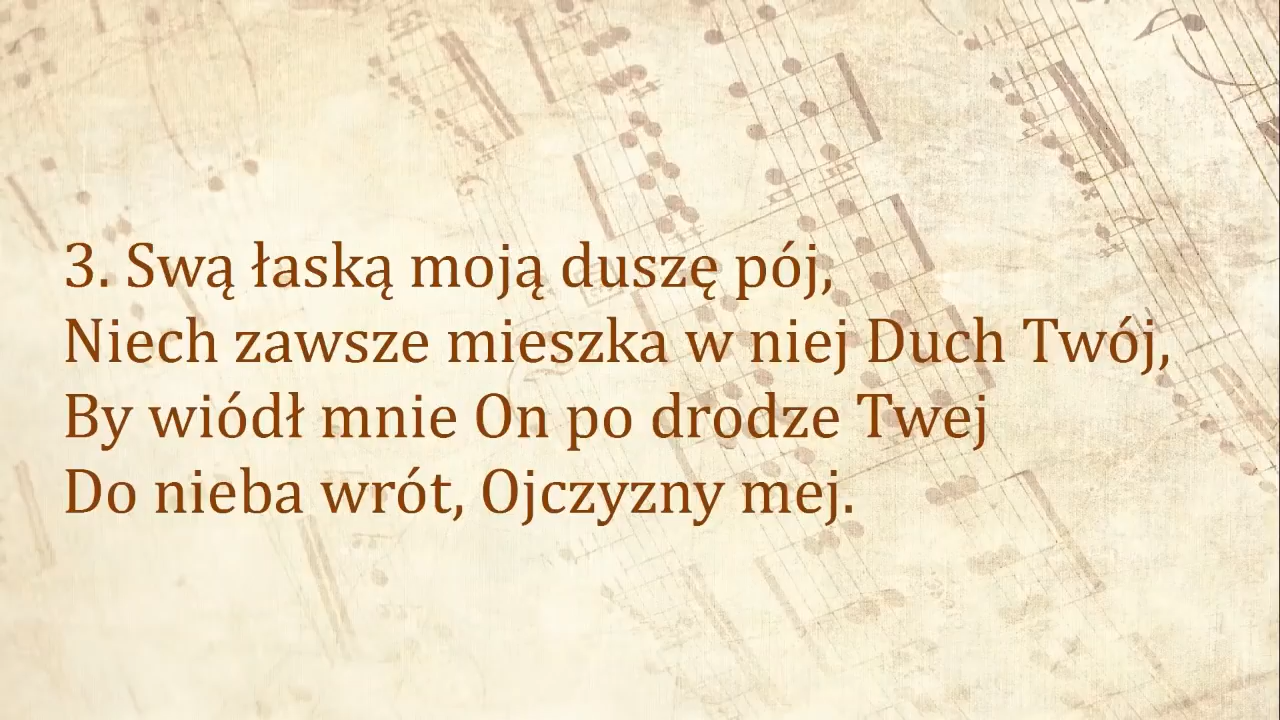 3. Swą łaską moją duszę pój,
Niech zawsze mieszka w niej Duch Twój,
By wiódł mnie On po drodze Twej
Do nieba wrót, Ojczyzny mej.